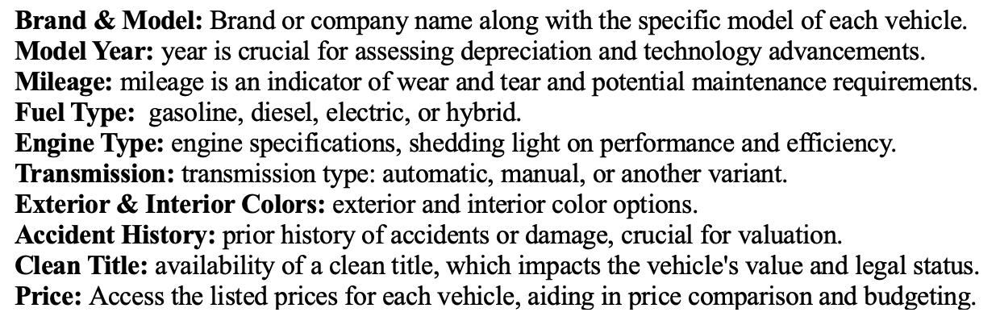 Brand & Model: Brand or company name along with the specific model of each vehicle.
Model Year: year is crucial for assessing depreciation and technology advancements.
Mileage: mileage is an indicator of wear and tear and potential maintenance requirements.
Fuel Type:  gasoline, diesel, electric, or hybrid.
Engine Type: engine specifications, shedding light on performance and efficiency.
Transmission: transmission type: automatic, manual, or another variant.
Exterior & Interior Colors: exterior and interior color options.
Accident History: prior history of accidents or damage, crucial for valuation.
Clean Title: availability of a clean title, which impacts the vehicle's value and legal status.
Price: Access the listed prices for each vehicle, aiding in price comparison and budgeting.